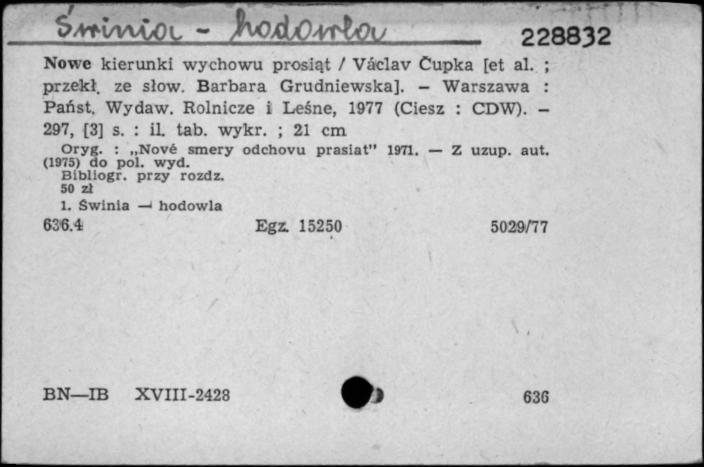 Świnia - hodowla
228832
Nowe kierunki wychowu prosiąt / Václav Čupka [et al. ;
przekł. ze słow. Barbara Grudniewska]. — Warszawa :
Państ. Wydaw. Rolnicze i Leśne, 1977 (Ciesz : CDW). —
297, [3] s. : il. tab. wykr. ; 21 cm
Oryg. : „Nové smery odchovu prasiat” 1971. — Z uzup. aut.
(1975) do pol. wyd.
Bibliogr. przy rozdz.
50 zł
1. Świnia — hodowla
636.4 Egz. 15250 5029/77
BN—IB XVIII-2428 636